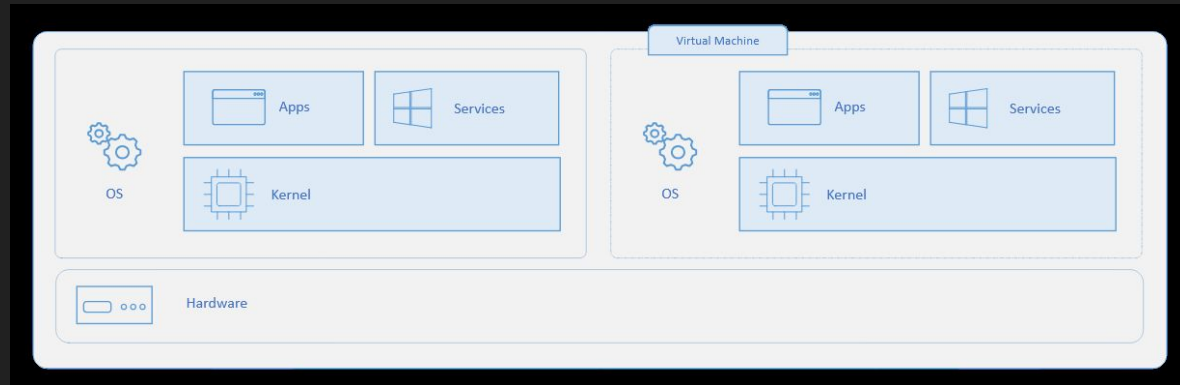 Virtual Machine
Apps
Services
OS
Kernel
Apps
Services
OS
Kernel
Hardware